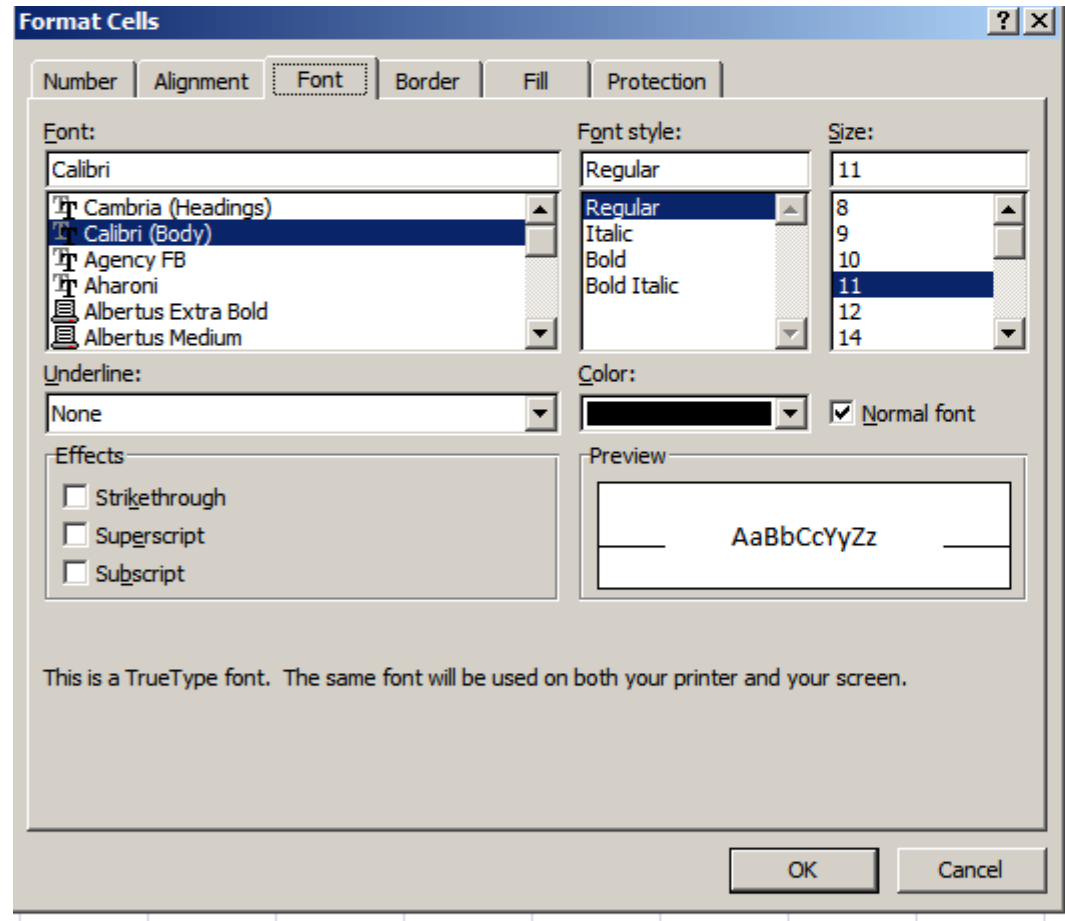 Format Cells
Number Alignment Font Border Fill Protection
Font: Font style: Size:
Calibri Regular 11
Cambria (Headings) Regular 8
Calibri (Body) Italic 9
Agency FB Bold 10
Aharoni Bold Italic 11
Albertus Extra Bold 12
Albertus Medium 14
Underline: Color:
None Normal font
Effects Preview
Strikethrough
Superscript AaBbCcYyZz
Subscript
This is a TrueType font. The same font will be used on both your printer and your screen.
OK Cancel